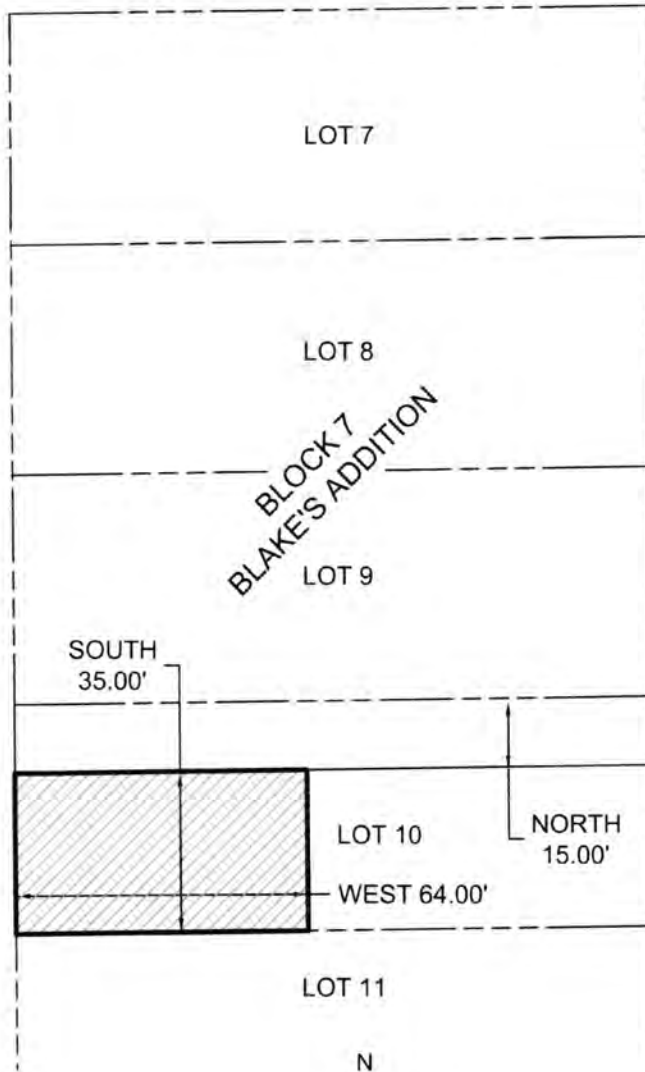 LOT 7
LOT 8
BLOCK 7
BLAKE'S ADDITION
LOT 9
SOUTH
35.00'
LOT 10
NORTH
15.00'
WEST 64.00'
LOT 11
N